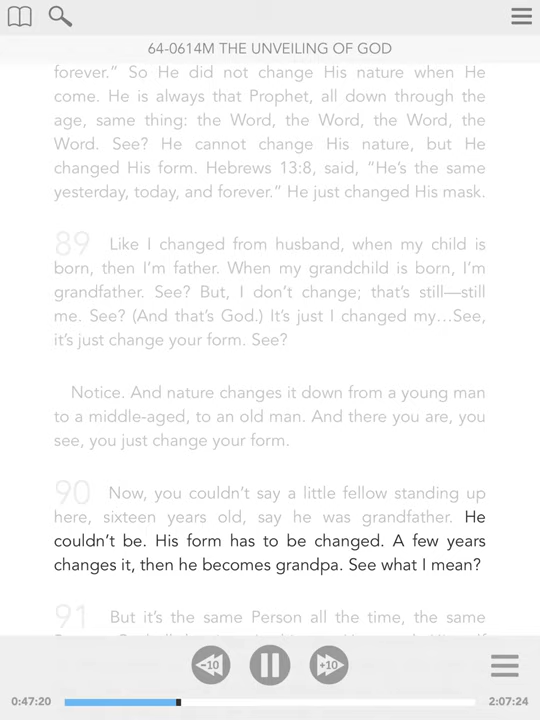 64-0614M THE UNVEILING OF GOD
forever.” So He did not change His nature when He
come. He is always that Prophet, all down through the
age, same thing: the Word, the Word, the Word, the
Word. See? He cannot change His nature, but He
changed His form. Hebrews 13:8, said, “He’s the same
yesterday, today, and forever.” He just changed His mask.
89 Like I changed from husband, when my child is
born, then I’m father. When my grandchild is born, I’m
grandfather. See? But, I don’t change; that’s still—still
me. See? (And that’s God.) It’s just I changed my…See,
it’s just change your form. See?
Notice. And nature changes it down from a young man
to a middle-aged, to an old man. And there you are, you
see, you just change your form.
90 Now, you couldn’t say a little fellow standing up
here, sixteen years old, say he was grandfather. He
couldn’t be. His form has to be changed. A few years
changes it, then he becomes grandpa. See what I mean?
91 But it’s the same Person all the time, the same
-10
+10
0:47:20
2:07:24